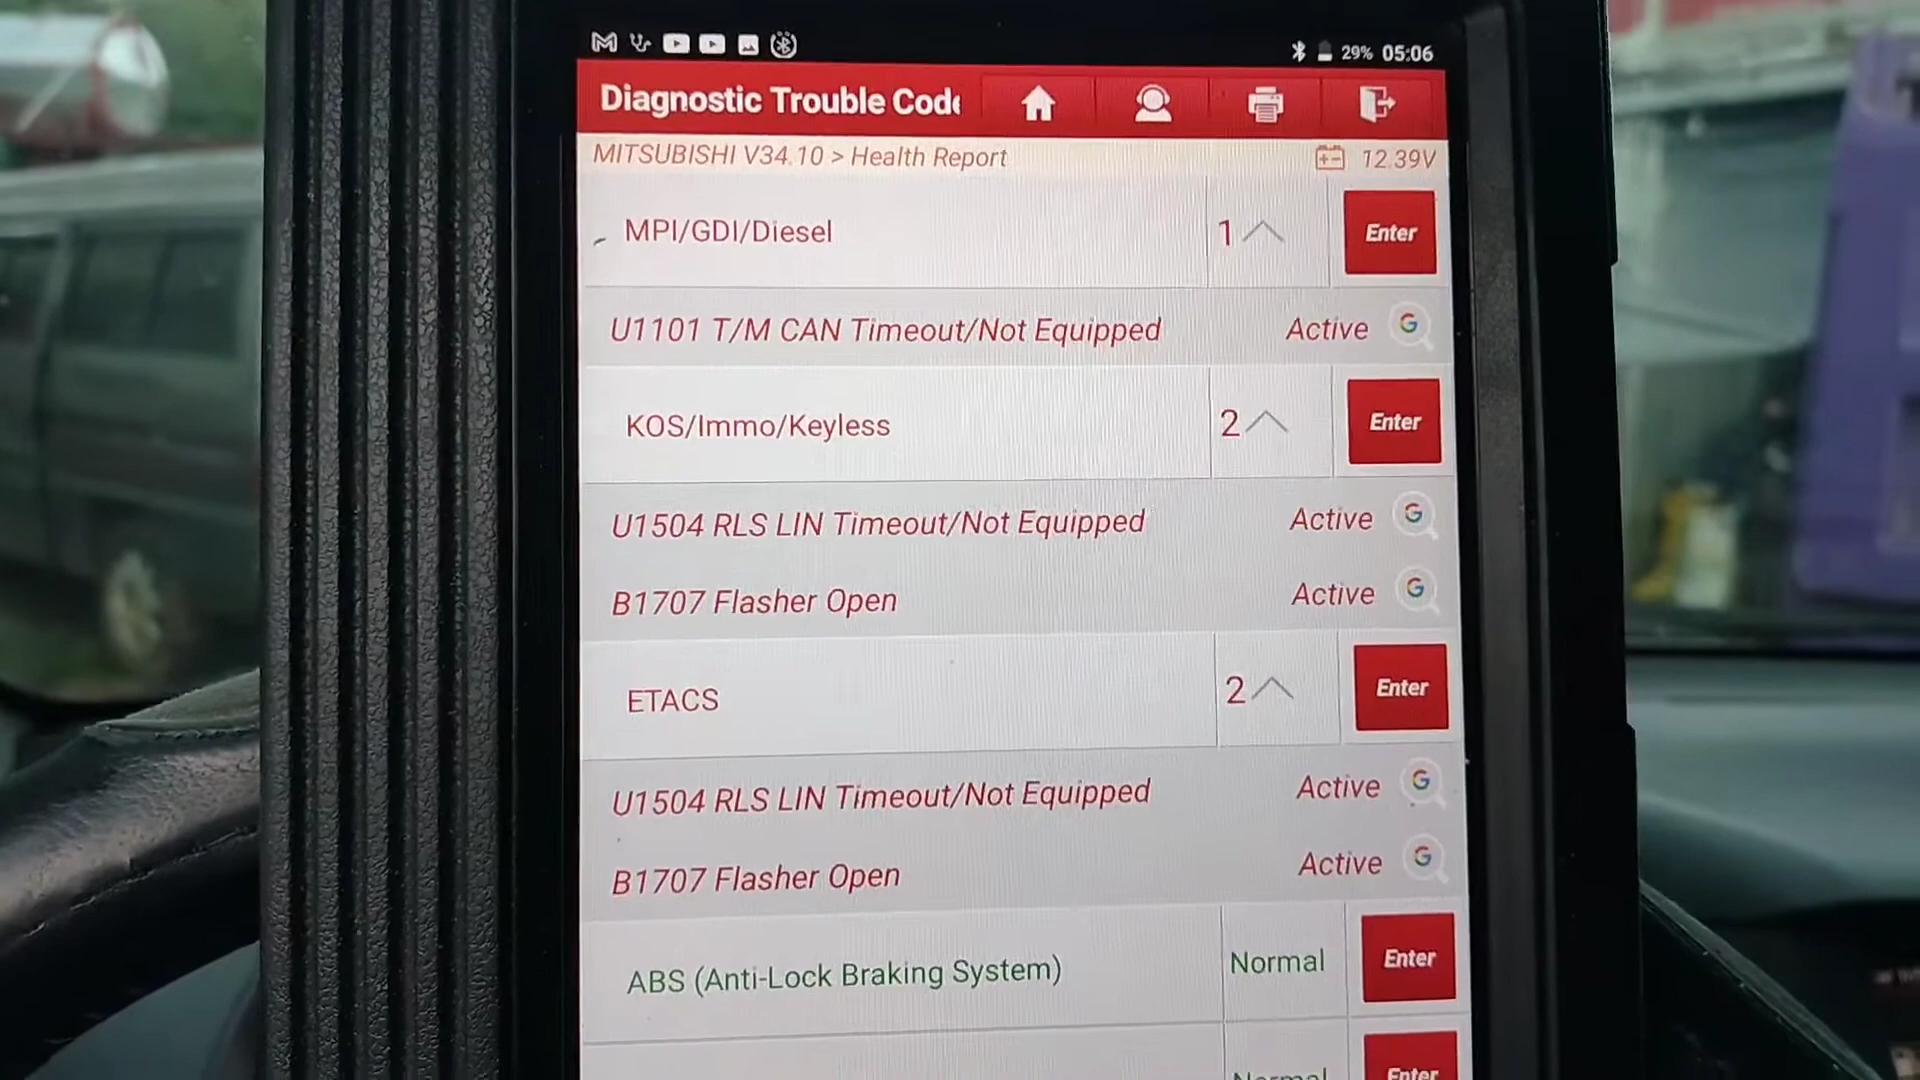 29% 05:06
Diagnostic Trouble Code
MITSUBISHI V34.10 > Health Report 12.39V
MPI/GDI/Diesel 1 Enter
U1101 T/M CAN Timeout/Not Equipped Active G
KOS/Immo/Keyless 2 Enter
U1504 RLS LIN Timeout/Not Equipped Active G
B1707 Flasher Open Active G
ETACS 2 Enter
U1504 RLS LIN Timeout/Not Equipped Active G
B1707 Flasher Open Active G
ABS (Anti-Lock Braking System) Normal Enter
Normal Enter